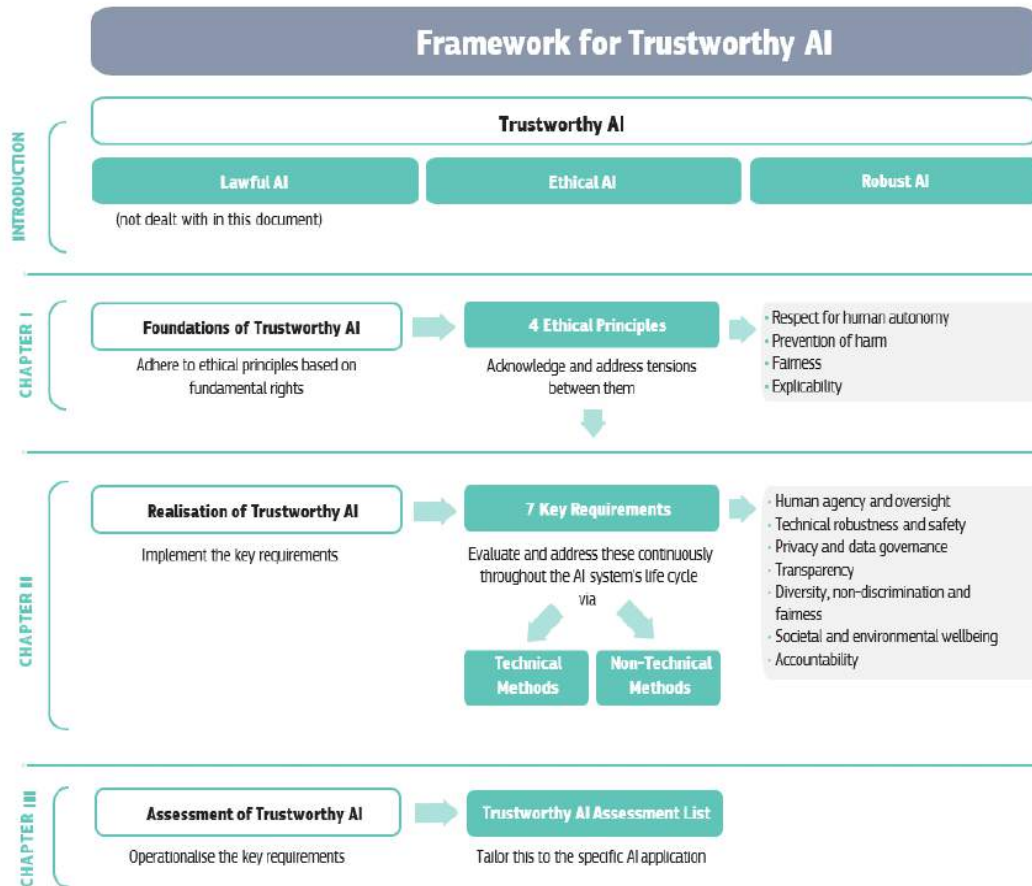 Framework for Trustworthy AI
INTRODUCTION
Trustworthy AI
Lawful AI
Ethical AI
Robust AI
(not dealt with in this document)
CHAPTER I
Foundations of Trustworthy AI
Adhere to ethical principles based on
fundamental rights
4 Ethical Principles
Acknowledge and address tensions
between them
· Respect for human autonomy
· Prevention of harm
· Fairness
· Explicability
CHAPTER II
Realisation of Trustworthy AI
Implement the key requirements
7 Key Requirements
Evaluate and address these continuously
throughout the AI system's life cycle
via
Technical
Methods
Non-Technical
Methods
· Human agency and oversight
· Technical robustness and safety
· Privacy and data governance
· Transparency
· Diversity, non-discrimination and
fairness
· Societal and environmental wellbeing
· Accountability
CHAPTER III
Assessment of Trustworthy AI
Operationalise the key requirements
Trustworthy AI Assessment List
Tailor this to the specific AI application